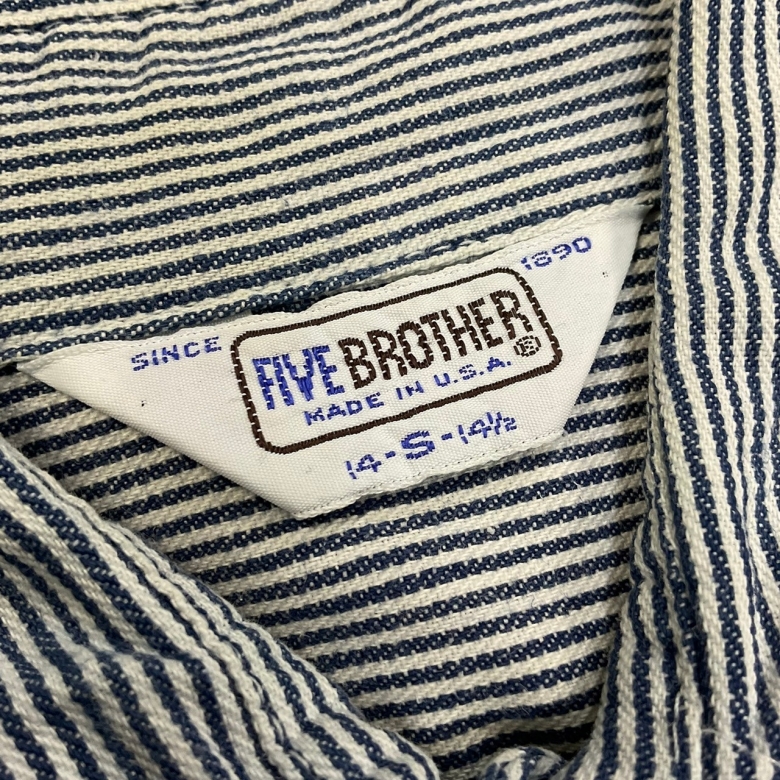 SINCE 1890
FIVE BROTHER ®
MADE IN U.S.A.
14-S-14½